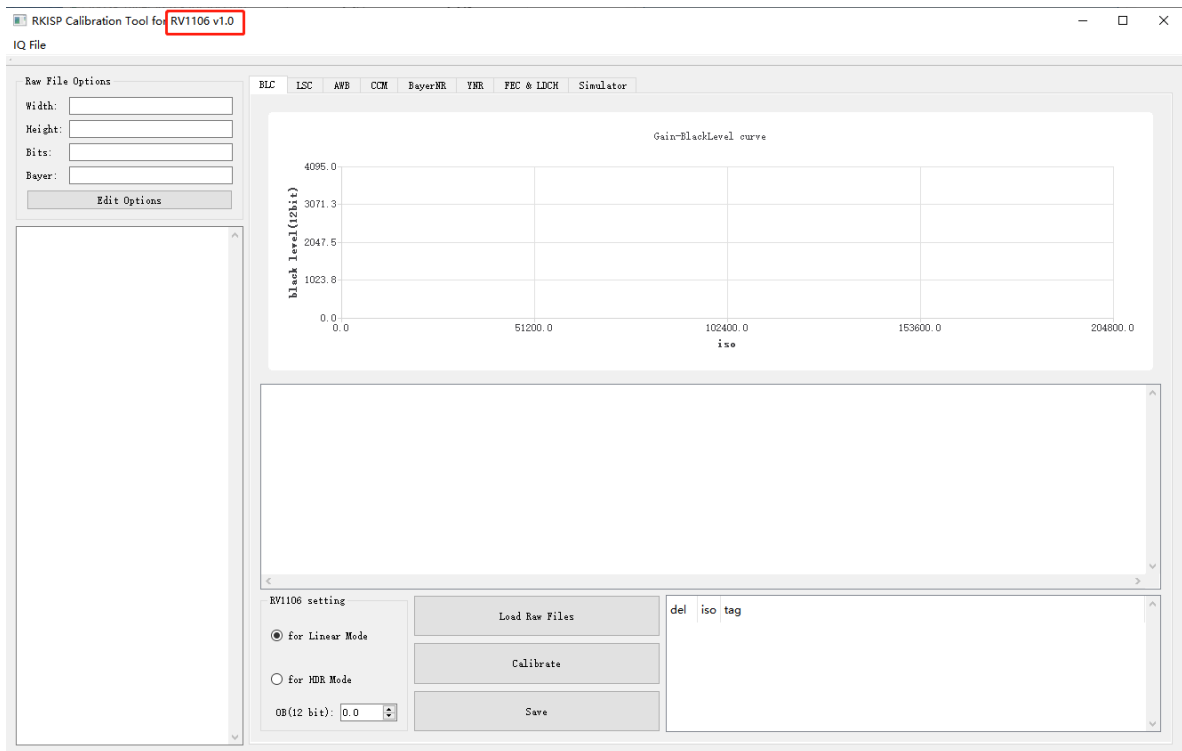 RKISP Calibration Tool for RV1106 v1.0
IQ File
Raw File Options
Width:
Height:
Bits:
Bayer:
Edit Options
BLC LSC AWB CCM BayerNR YNR FEC & LDCH Simulator
Gain-BlackLevel curve
black level(12bit)
4095.0
3071.3
2047.5
1023.8
0.0
0.0 51200.0 102400.0 153600.0 204800.0
iso
RV1106 setting
for Linear Mode
for HDR Mode
OB(12 bit): 0.0
Load Raw Files
Calibrate
Save
del iso tag